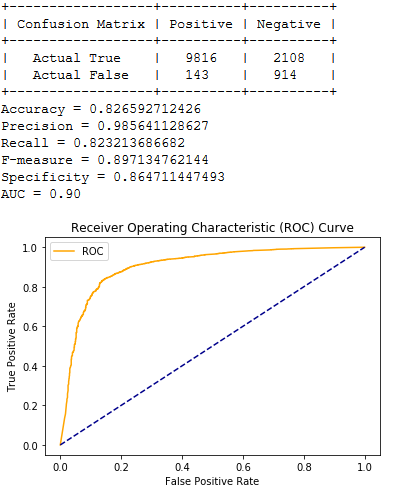 +------------------+----------+----------+
| Confusion Matrix | Positive | Negative |
+------------------+----------+----------+
| Actual True | 9816 | 2108 |
| Actual False | 143 | 914 |
+------------------+----------+----------+
Accuracy = 0.826592712426
Precision = 0.985641128627
Recall = 0.823213686682
F-measure = 0.897134762144
Specificity = 0.864711447493
AUC = 0.90
Receiver Operating Characteristic (ROC) Curve
ROC
1.0
0.8
0.6
0.4
0.2
0.0
True Positive Rate
0.0 0.2 0.4 0.6 0.8 1.0
False Positive Rate